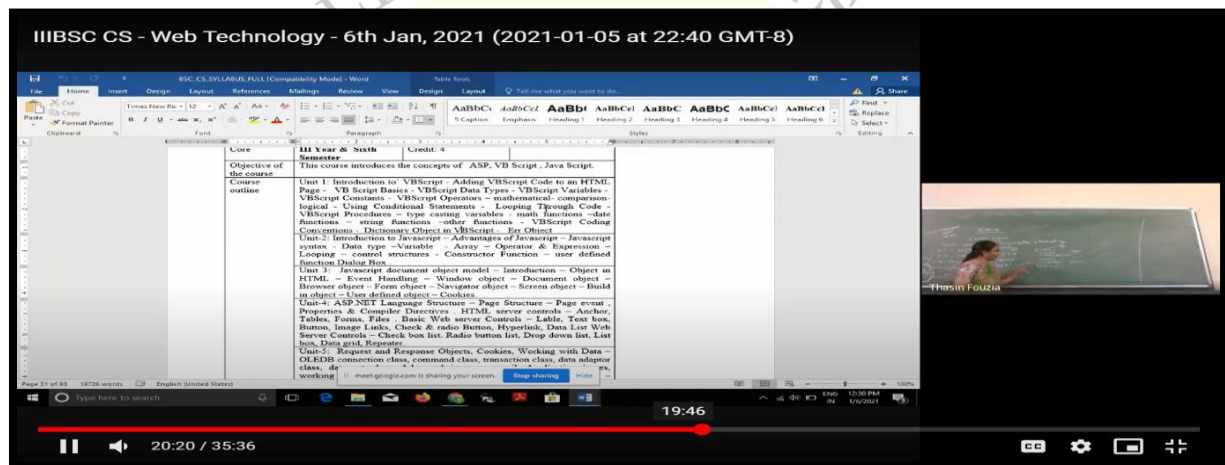 IIIBSC CS - Web Technology - 6th Jan, 2021 (2021-01-05 at 22:40 GMT-8)
BSC_CS_SYLLABUS_FULL [Compatibility Mode] - Word
Table Tools
File Home Insert Design Layout References Mailings Review View Design Layout Tell me what you want to do... Share
Cut
Copy
Paste
Format Painter
Times New Ro 12
AaBbCc AaBbCcI AaBbC AaBbCcI AaBbC AaBbC AaBbCcI AaBbCcI
¶ Caption Emphasis Heading 1 Heading 2 Heading 3 Heading 4 Heading 5 Heading 6
Find
Replace
Select
Clipboard Font Paragraph Styles Editing
Core III Year & Sixth Semester Credit: 4
Objective of the course This course introduces the concepts of ASP, VB Script , Java Script.
Course outline
Unit 1: Introduction to VBScript - Adding VBScript Code to an HTML
Page - VB Script Basics - VBScript Data Types - VBScript Variables -
VBScript Constants - VBScript Operators – mathematical- comparison-
logical - Using Conditional Statements - Looping Through Code -
VBScript Procedures – type casting variables - math functions –date
functions – string functions –other functions - VBScript Coding
Conventions - Dictionary Object in VBScript - Err Object
Unit-2: Introduction to Javascript – Advantages of Javascript – Javascript
syntax - Data type –Variable - Array – Operator & Expression –
Looping – control structures - Constructor Function – user defined
function Dialog Box
Unit 3: Javascript document object model – Introduction – Object in
HTML – Event Handling – Window object – Document object –
Browser object – Form object – Navigator object – Screen object – Build
in object – User defined object – Cookies.
Unit-4: ASP.NET Language Structure – Page Structure – Page event ,
Properties & Compiler Directives . HTML server controls – Anchor,
Tables, Forms, Files . Basic Web server Controls – Lable, Text box,
Button, Image Links, Check & radio Button, Hyperlink, Data List Web
Server Controls – Check box list. Radio button list, Drop down list, List
box, Data grid, Repeater.
Unit-5: Request and Response Objects, Cookies, Working with Data –
OLEDB connection class, command class, transaction class, data adaptor
class,
working
meet.google.com is sharing your screen. Stop sharing Hide
Thasin Fouzia
Page 31 of 93 19726 words English (United States) 100%
Type here to search
ENG
IN
12:30 PM
1/6/2021
19:46
20:20 / 35:36
CC